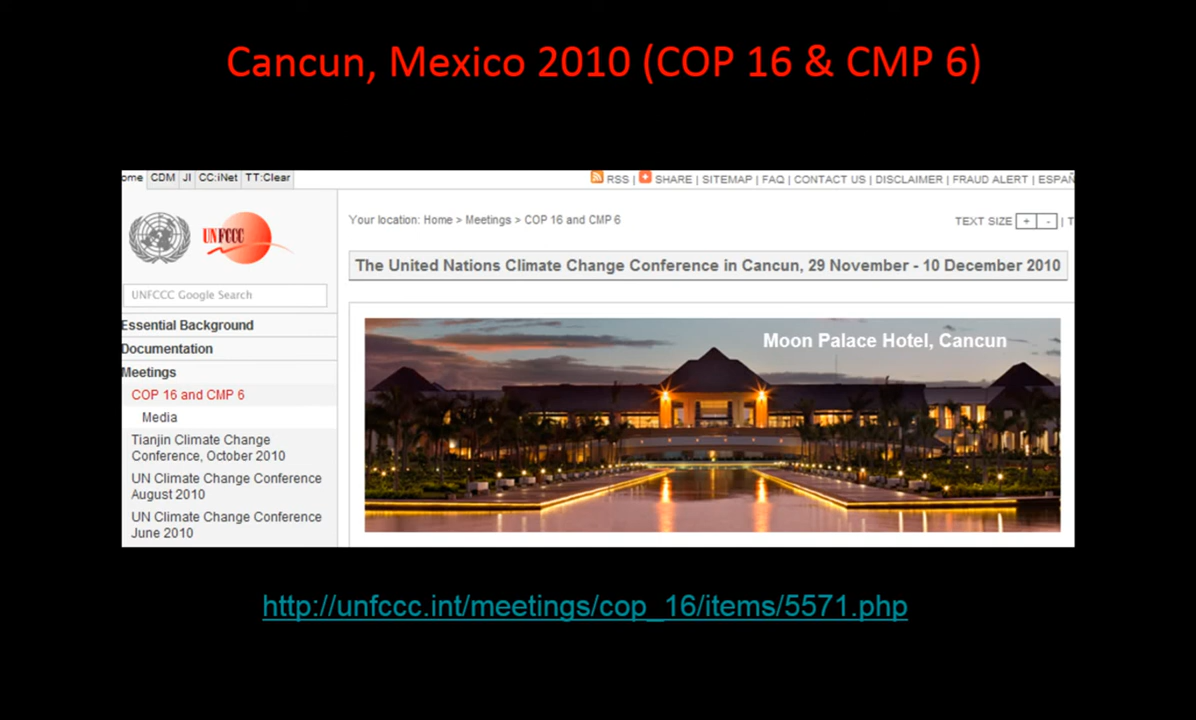 Cancun, Mexico 2010 (COP 16 & CMP 6)
ome CDM JI CC:iNet TT:Clear
RSS | SHARE | SITEMAP | FAQ | CONTACT US | DISCLAIMER | FRAUD ALERT | ESPAÑ
UNFCCC
Your location: Home > Meetings > COP 16 and CMP 6
TEXT SIZE + - | T
The United Nations Climate Change Conference in Cancun, 29 November - 10 December 2010
UNFCCC Google Search
Essential Background
Documentation
Meetings
COP 16 and CMP 6
Media
Tianjin Climate Change
Conference, October 2010
UN Climate Change Conference
August 2010
UN Climate Change Conference
June 2010
Moon Palace Hotel, Cancun
http://unfccc.int/meetings/cop_16/items/5571.php